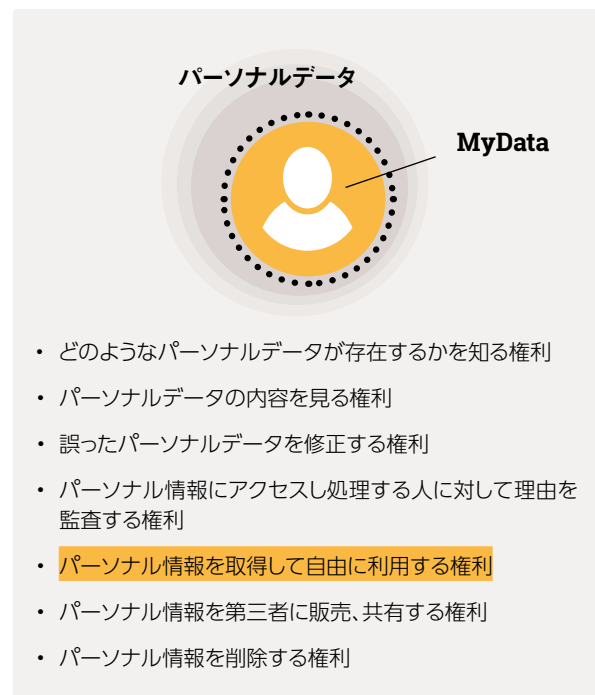 パーソナルデータ
MyData
・ どのようなパーソナルデータが存在するかを知る権利
・ パーソナルデータの内容を見る権利
・ 誤ったパーソナルデータを修正する権利
・ パーソナル情報にアクセスし処理する人に対して理由を
監査する権利
・ パーソナル情報を取得して自由に利用する権利
・ パーソナル情報を第三者に販売、共有する権利
・ パーソナル情報を削除する権利